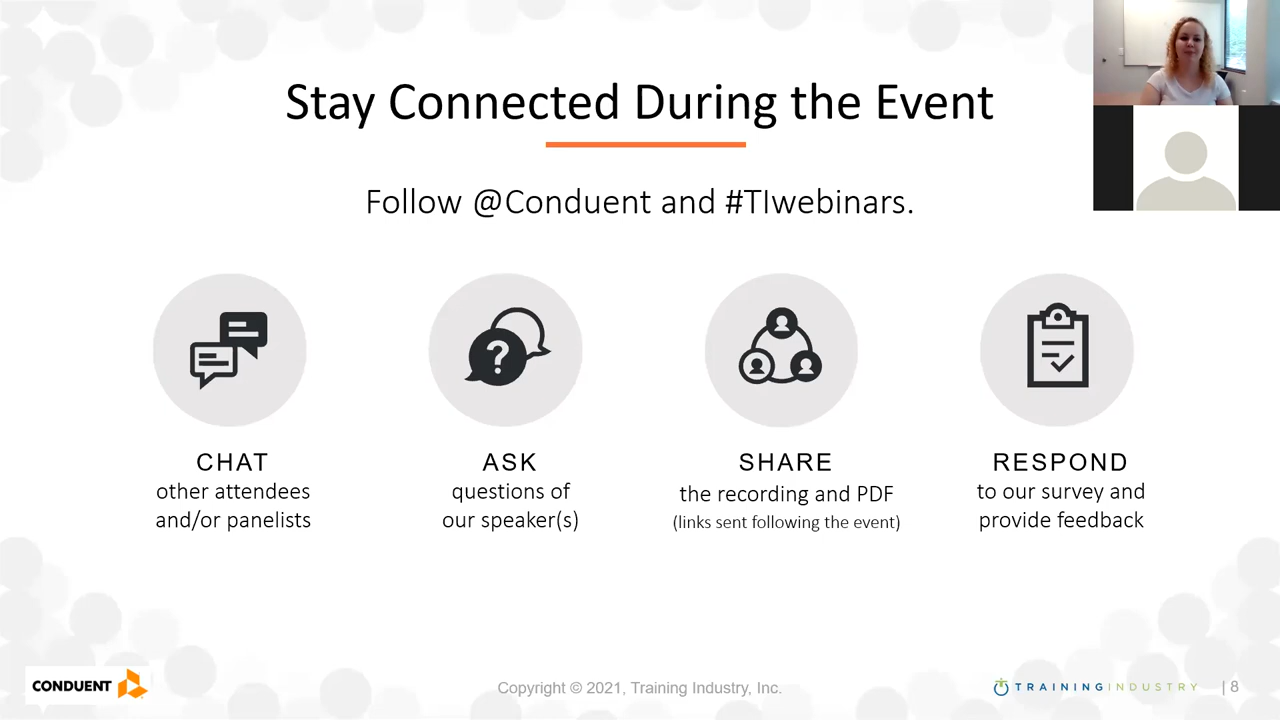 Stay Connected During the Event
Follow @Conduent and #TIwebinars.
CHAT
other attendees
and/or panelists
ASK
questions of
our speaker(s)
SHARE
the recording and PDF
(links sent following the event)
RESPOND
to our survey and
provide feedback
CONDUENT
Copyright © 2021, Training Industry, Inc.
TRAININGINDUSTRY
| 8